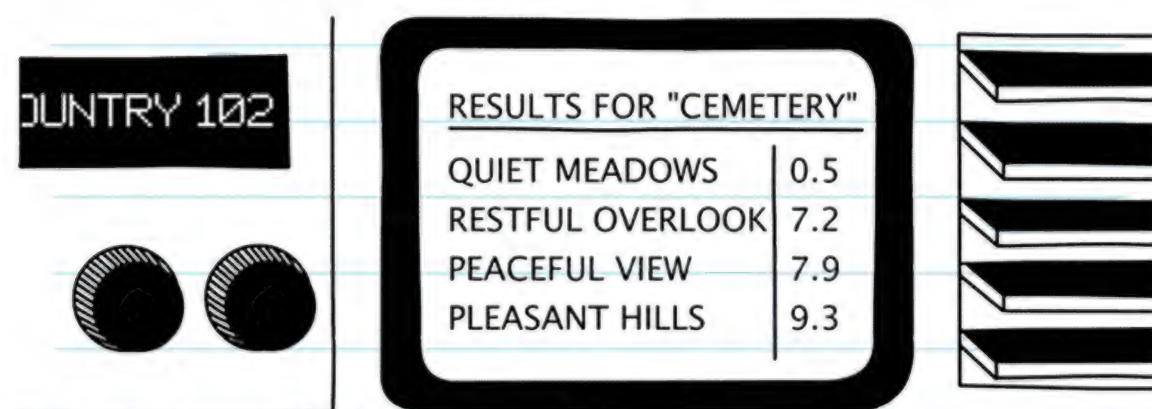 OUNTRY 102
RESULTS FOR "CEMETERY"
QUIET MEADOWS 0.5
RESTFUL OVERLOOK 7.2
PEACEFUL VIEW 7.9
PLEASANT HILLS 9.3